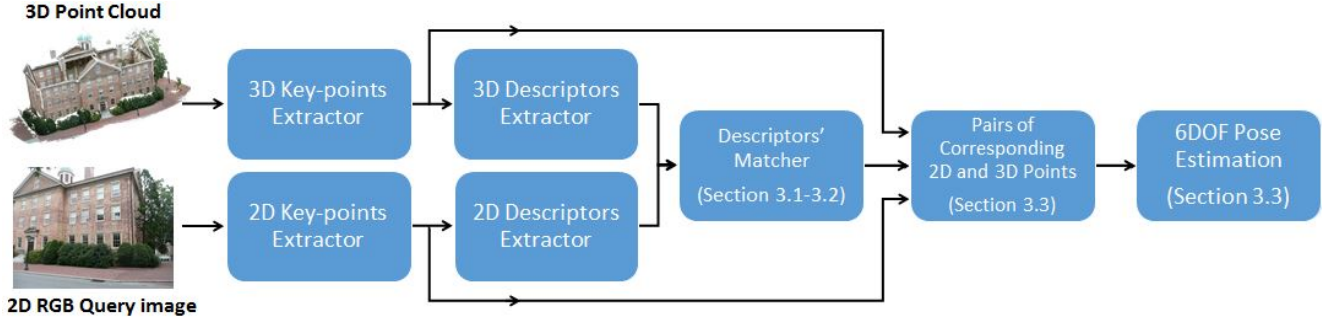 3D Point Cloud
3D Key-points
Extractor
3D Descriptors
Extractor
2D Key-points
Extractor
2D Descriptors
Extractor
Descriptors'
Matcher
(Section 3.1-3.2)
Pairs of
Corresponding
2D and 3D Points
(Section 3.3)
6DOF Pose
Estimation
(Section 3.3)
2D RGB Query image